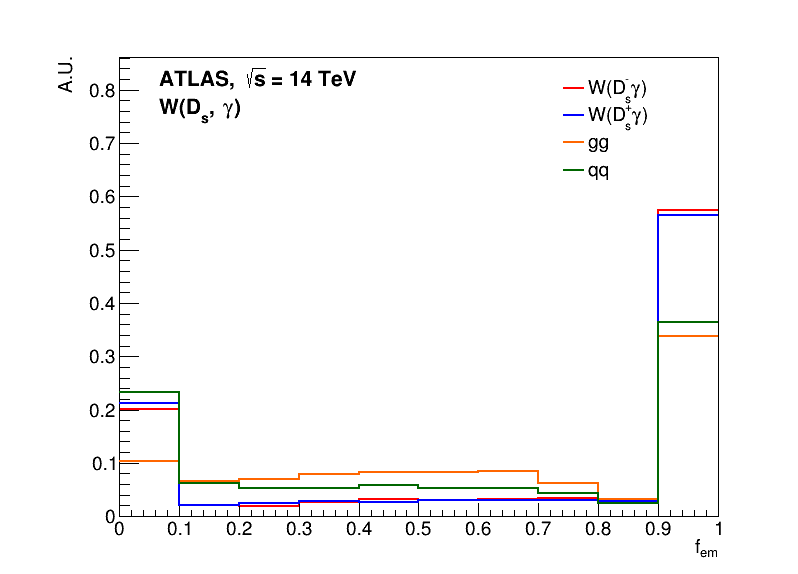 A.U.
ATLAS, √s = 14 TeV
W(Dₛ, γ)
W(Dₛ⁻γ)
W(Dₛ⁺γ)
gg
qq
0.8
0.7
0.6
0.5
0.4
0.3
0.2
0.1
0
0 0.1 0.2 0.3 0.4 0.5 0.6 0.7 0.8 0.9 1
f_em